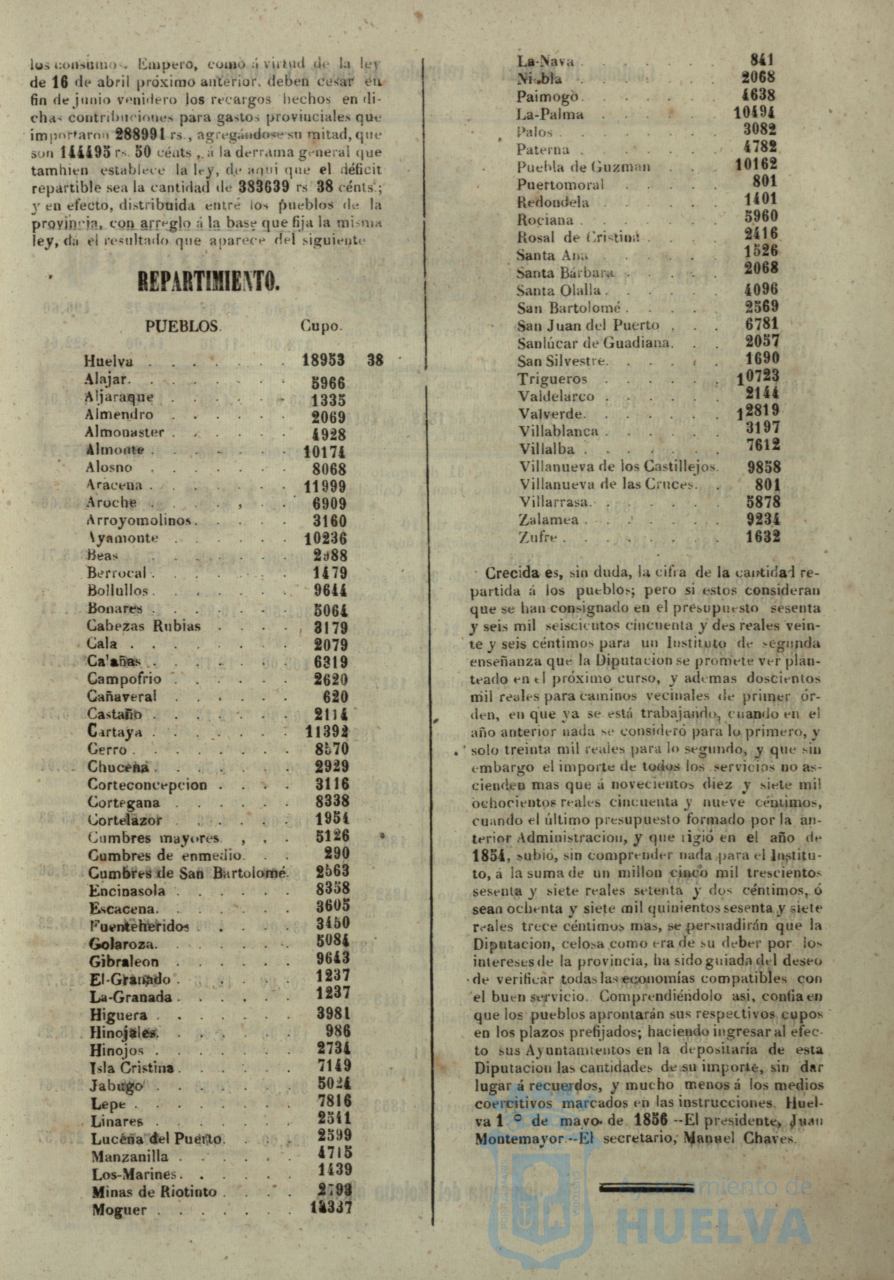 los consumos. Empero, como á virtud de la ley
de 16 de abril próximo anterior, deben cesar en
fin de junio venidero los recargos hechos en di-
chas contribuciones para gastos provinciales que
importaron 288991 rs., agregándose su mitad, que
son 144495 rs. 50 cénts., á la derrama general que
tambien establece la ley, de aqui que el déficit
repartible sea la cantidad de 383639 rs 38 cénts;
y en efecto, distribuida entre los pueblos de la
provincia, con arreglo á la base que fija la misma
ley, da el resultado que aparece del siguiente
REPARTIMIENTO.
PUEBLOS. Cupo.
Huelva . . . . . . . 18953 38
Alajar. . . . . . . . 5966
Aljaraque . . . . . . 1335
Almendro . . . . . . 2069
Almonaster . . . . . . 4928
Almonte . . . . . . . 10174
Alosno . . . . . . . 8068
Aracena . . . . . . . 11999
Aroche . . . . , . . 6909
Arroyomolinos. . . . . 3160
Ayamonte . . . . . . 10236
Beas . . . . . . .
Berrocal . . . . . . . 1479
Bollullos. . . . . . . 9644
Bonares . . . . . . . 5064
Cabezas Rubias . . . . 3179
Cala . . . . . . . . 2079
Ca'añas . . . . . . . 6319
Campofrio . . . . . . 2620
Cañaveral . . . . . . 620
Castaño . . . . . . . 2114
Cartaya . . . . . . . 11392
Cerro . . . . . . . . 8570
Chucena . . . . . . . 2929
Corteconcepcion . . . . 3116
Cortegana . . . . . . 8338
Cortelazor . . . . . . 1954
Cumbres mayores. , . . 5126
Cumbres de enmedio. . . 290
Cumbres de San Bartolomé. 2563
Encinasola . . . . . . 8358
Escacena. . . . . . . 3605
Fuenteheridos . . . . . 3450
Golaroza. . . . . . . 5084
Gibraleon . . . . . . 9643
El-Granado . . . . . . 1237
La-Granada . . . . . . 1237
Higuera . . . . . . . 3981
Hinojales. . . . . . . 986
Hinojos . . . . . . . 2734
Isla Cristina . . . . . . 7149
Jabugo . . . . . . . 5024
Lepe . . . . . . . . 7816
Linares . . . . . . . 2541
Lucena del Puerto. . . . 2599
Manzanilla . . . . . . 4715
Los-Marines. . . . . . 1439
Minas de Riotinto . . . . 2793
Moguer . . . . . . .
La-Nava . . . . . . . 841
Niebla . . . . . . . 2068
Paimogo . . . . . . . 4638
La-Palma . . . . . . 10494
Palos . . . . . . . . 3082
Paterna . . . . . . . 4782
Puebla de Guzman . . . 10162
Puertomoral . . . . . 801
Redondela . . . . . . 1401
Rociana . . . . . . . 5960
Rosal de Cristina . . . . 2416
Santa Ana . . . . . . 1526
Santa Bárbara . . . . . 2068
Santa Olalla . . . . . . 4096
San Bartolomé . . . . . 2569
San Juan del Puerto . . . 6781
Sanlúcar de Guadiana. . . 2057
San Silvestre. . . . . . 1690
Trigueros . . . . . . 10723
Valdelarco . . . . . . 2144
Valverde. . . . . . . 12819
Villablanca . . . . . . 3197
Villalba . . . . . . . 7612
Villanueva de los Castillejos. 9858
Villanueva de las Cruces. . 801
Villarrasa. . . . . . . 5878
Zalamea . . . . . . . 9234
Zufre . . . . . . . . 1632
Crecida es, sin duda, la cifra de la cantidad re-
partida á los pueblos; pero si estos consideran
que se han consignado en el presupuesto sesenta
y seis mil seiscientos cincuenta y des reales vein-
te y seis céntimos para un Instituto de segunda
enseñanza que la Diputacion se promete ver plan-
teado en el próximo curso, y ademas doscientos
mil reales para caminos vecinales de primer ór-
den, en que ya se está trabajando, cuando en el
año anterior nada se consideró para lo primero, y
solo treinta mil reales para lo segundo, y que sin
embargo el importe de todos los servicios no as-
cienden mas que á novecientos diez y siete mil
ochocientos reales cincuenta y nueve céntimos,
cuando el último presupuesto formado por la an-
terior Administracion, y que rigió en el año de
1854, subió, sin comprender nada para el Institu-
to, á la suma de un millon cinco mil trescientos
sesenta y siete reales setenta y dos céntimos, ó
sean ochenta y siete mil quinientos sesenta y siete
reales trece céntimos mas, se persuadirán que la
Diputacion, celosa como era de su deber por los
intereses de la provincia, ha sido guiada del deseo
de verificar todas las economías compatibles con
el buen servicio. Comprendiéndolo asi, confia en
que los pueblos aprontarán sus respectivos cupos
en los plazos prefijados; haciendo ingresar al efec-
to sus Ayuntamientos en la depositaria de esta
Diputacion las cantidades de su importe, sin dar
lugar á recuerdos, y mucho menos á los medios
coercitivos marcados en las instrucciones. Huel-
va 1.º de mayo de 1856--El presidente, Juan
Montemayor--El secretario, Manuel Chaves.
Ayuntamiento de
HUELVA